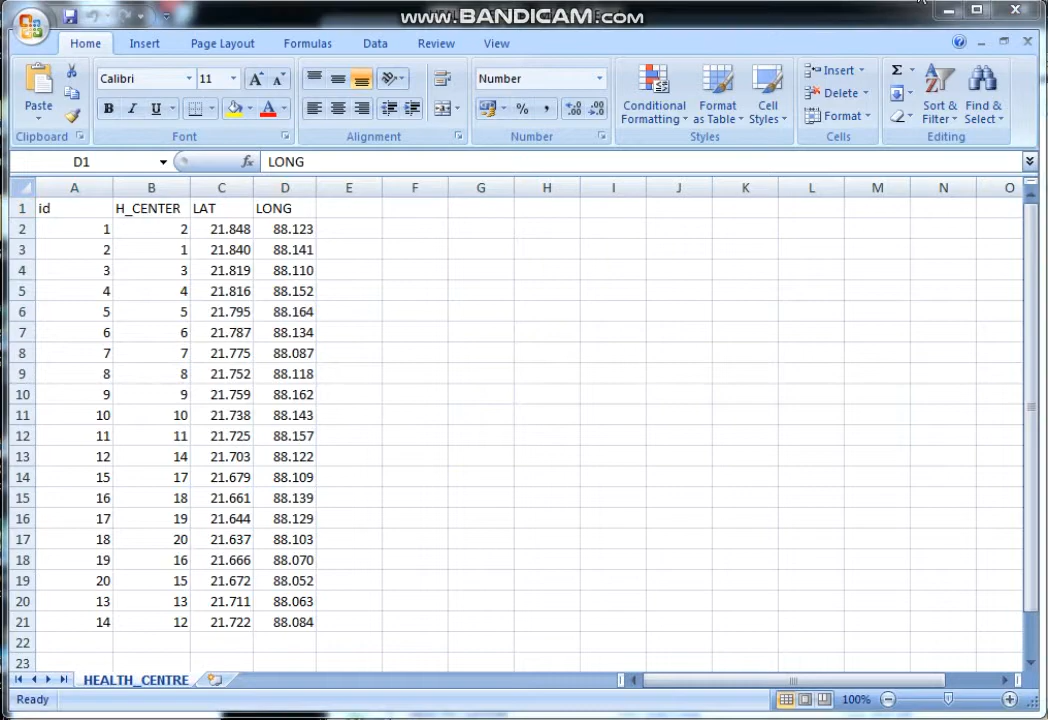 www.BANDICAM.com
Home Insert Page Layout Formulas Data Review View
Calibri 11 Number
Paste
B I U
Conditional Formatting
Format as Table
Cell Styles
Insert
Delete
Format
Σ
Sort & Filter
Find & Select
Clipboard Font Alignment Number Styles Cells Editing
D1 fx LONG
A B C D E F G H I J K L M N O
1 id H_CENTER LAT LONG
2 1 2 21.848 88.123
3 2 1 21.840 88.141
4 3 3 21.819 88.110
5 4 4 21.816 88.152
6 5 5 21.795 88.164
7 6 6 21.787 88.134
8 7 7 21.775 88.087
9 8 8 21.752 88.118
10 9 9 21.759 88.162
11 10 10 21.738 88.143
12 11 11 21.725 88.157
13 12 14 21.703 88.122
14 15 17 21.679 88.109
15 16 18 21.661 88.139
16 17 19 21.644 88.129
17 18 20 21.637 88.103
18 19 16 21.666 88.070
19 20 15 21.672 88.052
20 13 13 21.711 88.063
21 14 12 21.722 88.084
22
23
HEALTH_CENTRE
Ready 100%